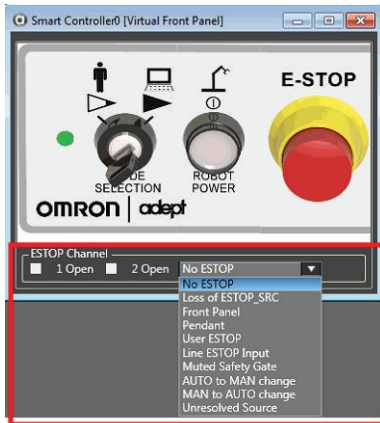 Smart Controller0 [Virtual Front Panel]
E-STOP
MODE SELECTION
ROBOT POWER
OMRON | adept
ESTOP Channel
1 Open 2 Open No ESTOP
No ESTOP
Loss of ESTOP_SRC
Front Panel
Pendant
User ESTOP
Line ESTOP Input
Muted Safety Gate
AUTO to MAN change
MAN to AUTO change
Unresolved Source